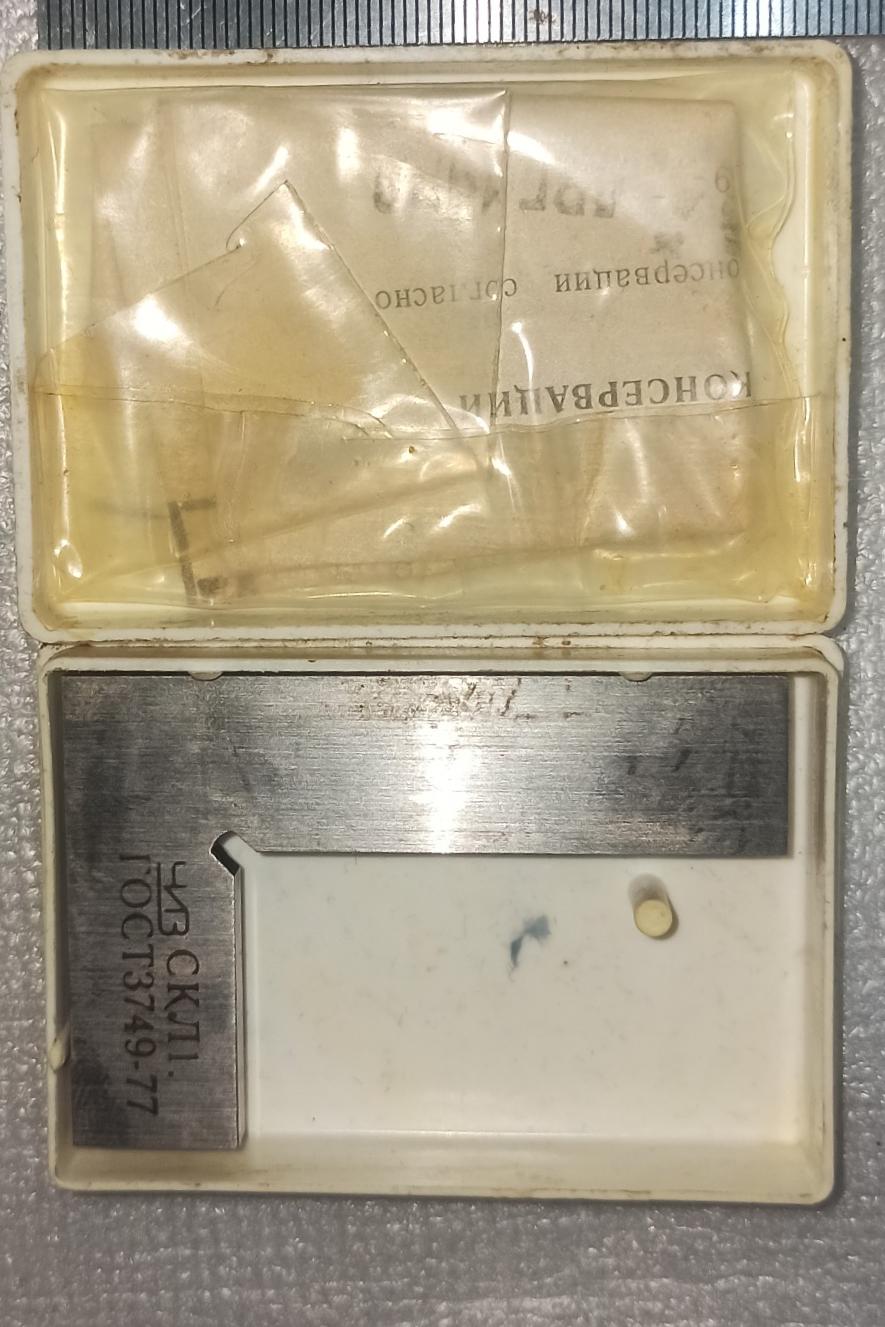 КОНСЕРВАЦИИ
онсервации согласно
ЧИЗ СКЛ1.
ГОСТ3749-77